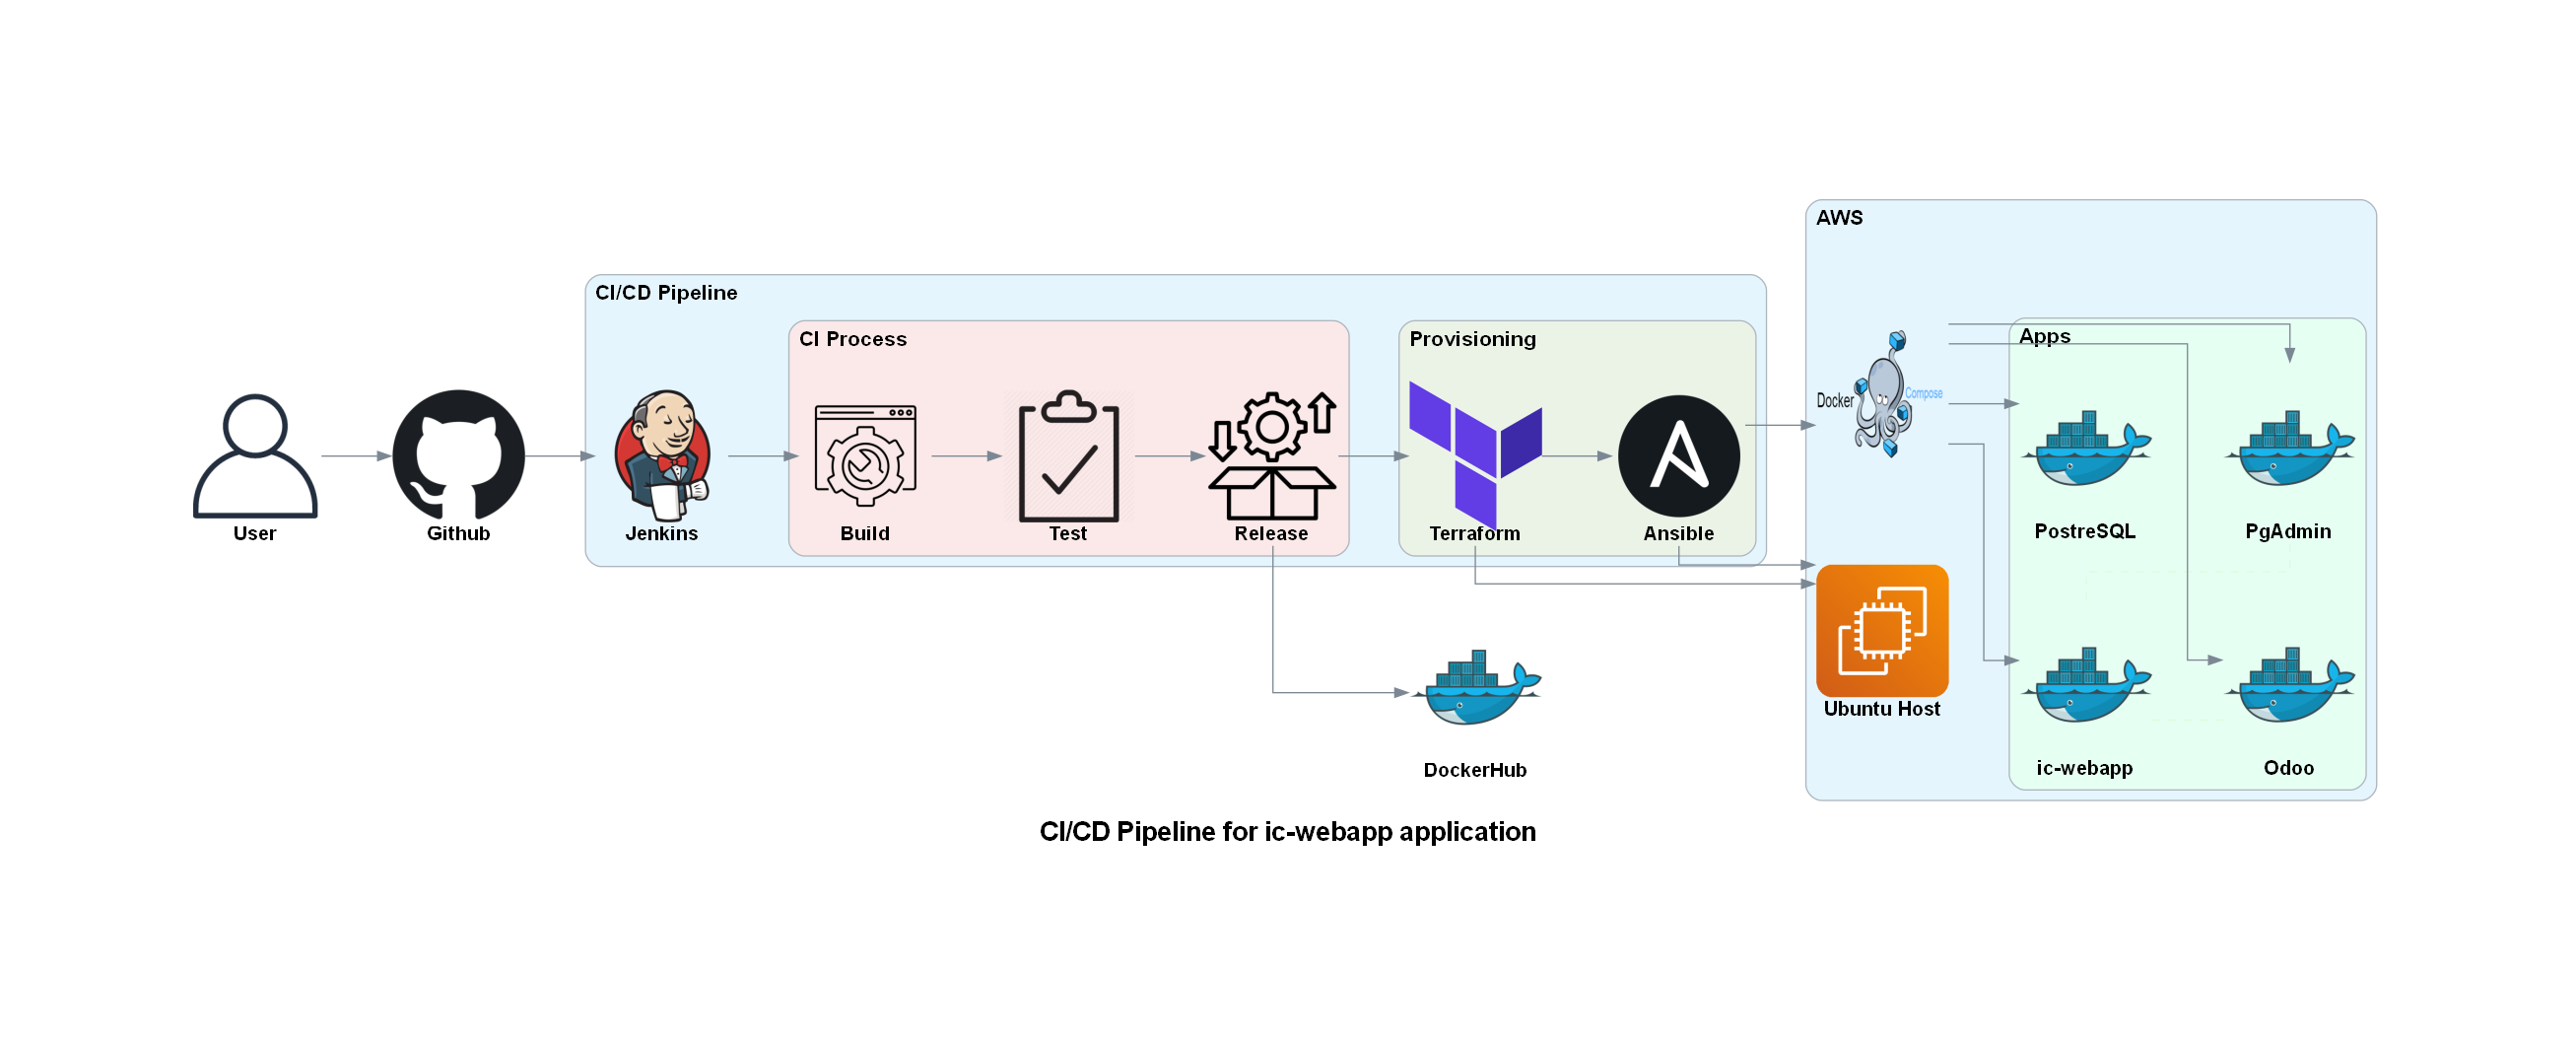 AWS
CI/CD Pipeline
CI Process
Provisioning
Apps
Docker
Compose
User
Github
Jenkins
Build
Test
Release
Terraform
Ansible
PostreSQL
PgAdmin
Ubuntu Host
DockerHub
ic-webapp
Odoo
CI/CD Pipeline for ic-webapp application